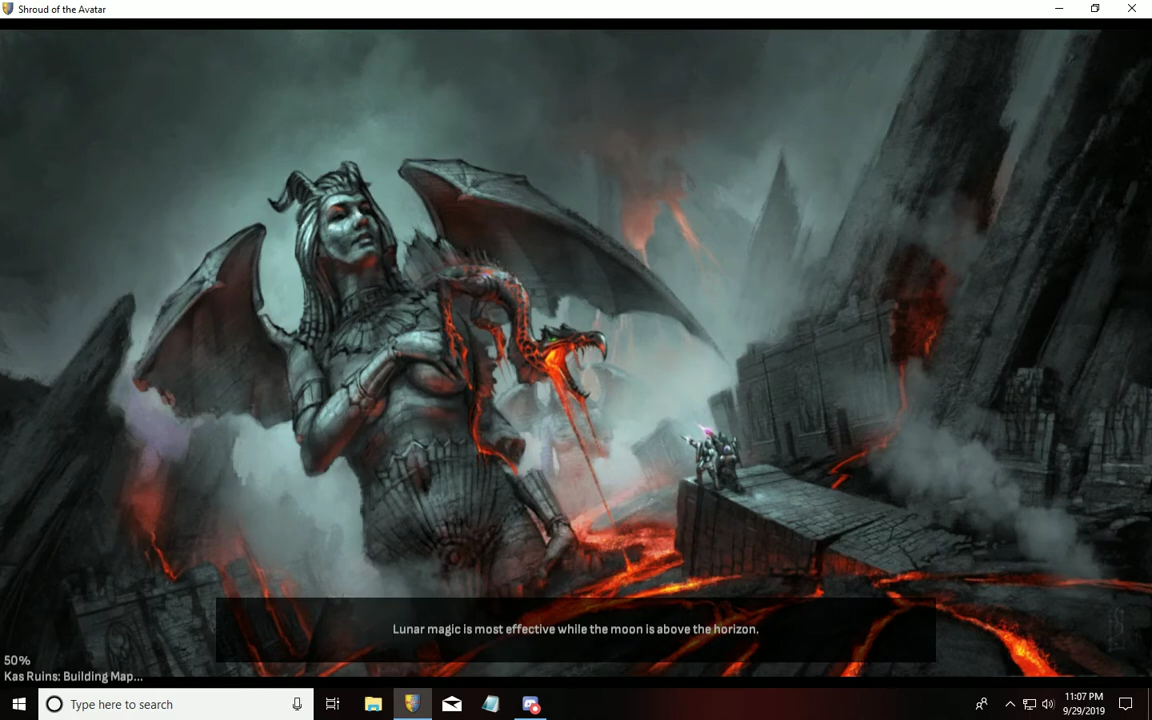 Shroud of the Avatar
Lunar magic is most effective while the moon is above the horizon.
50%
Kas Ruins: Building Map...
Type here to search
11:07 PM
9/29/2019